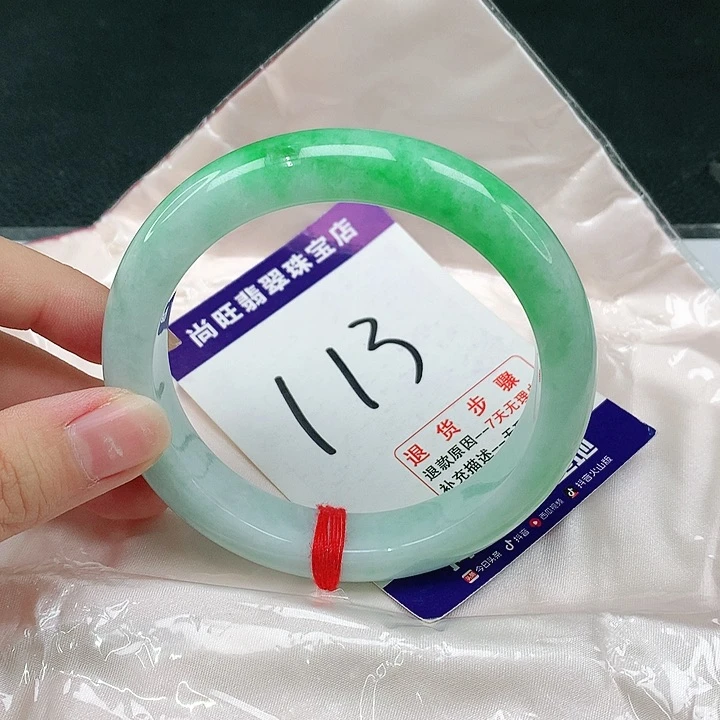 尚旺翡翠珠宝店
113
退货步骤
退款原因—7天无理由
补充描述—无
今日头条 抖音 西瓜视频 抖音火山版